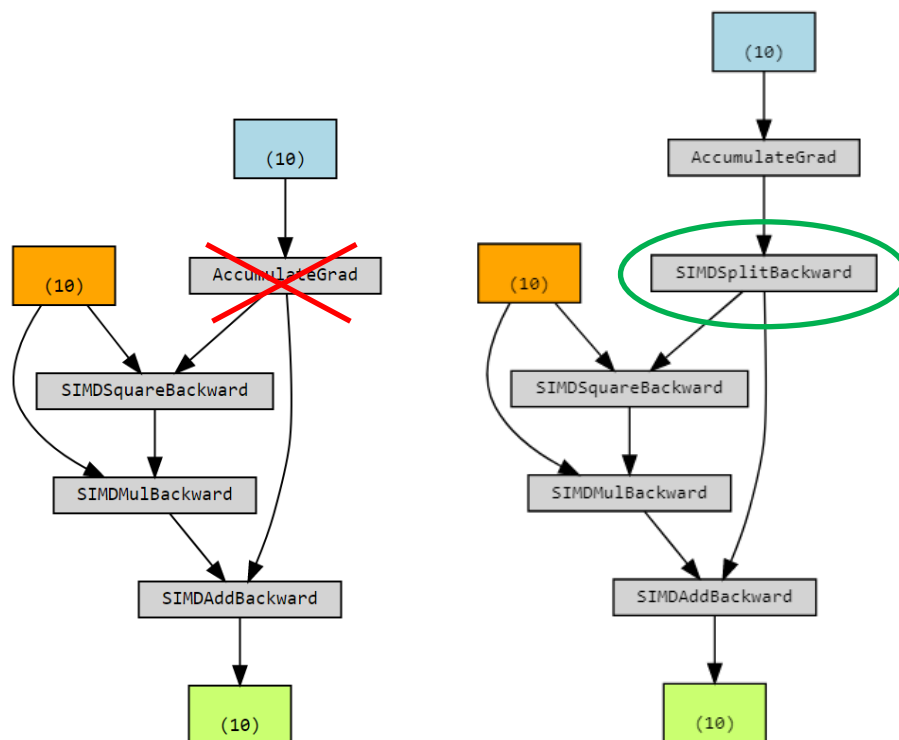 (10)
AccumulateGrad
(10)
SIMDSquareBackward
SIMDMulBackward
SIMDAddBackward
(10)
(10)
AccumulateGrad
SIMDSplitBackward
(10)
SIMDSquareBackward
SIMDMulBackward
SIMDAddBackward
(10)